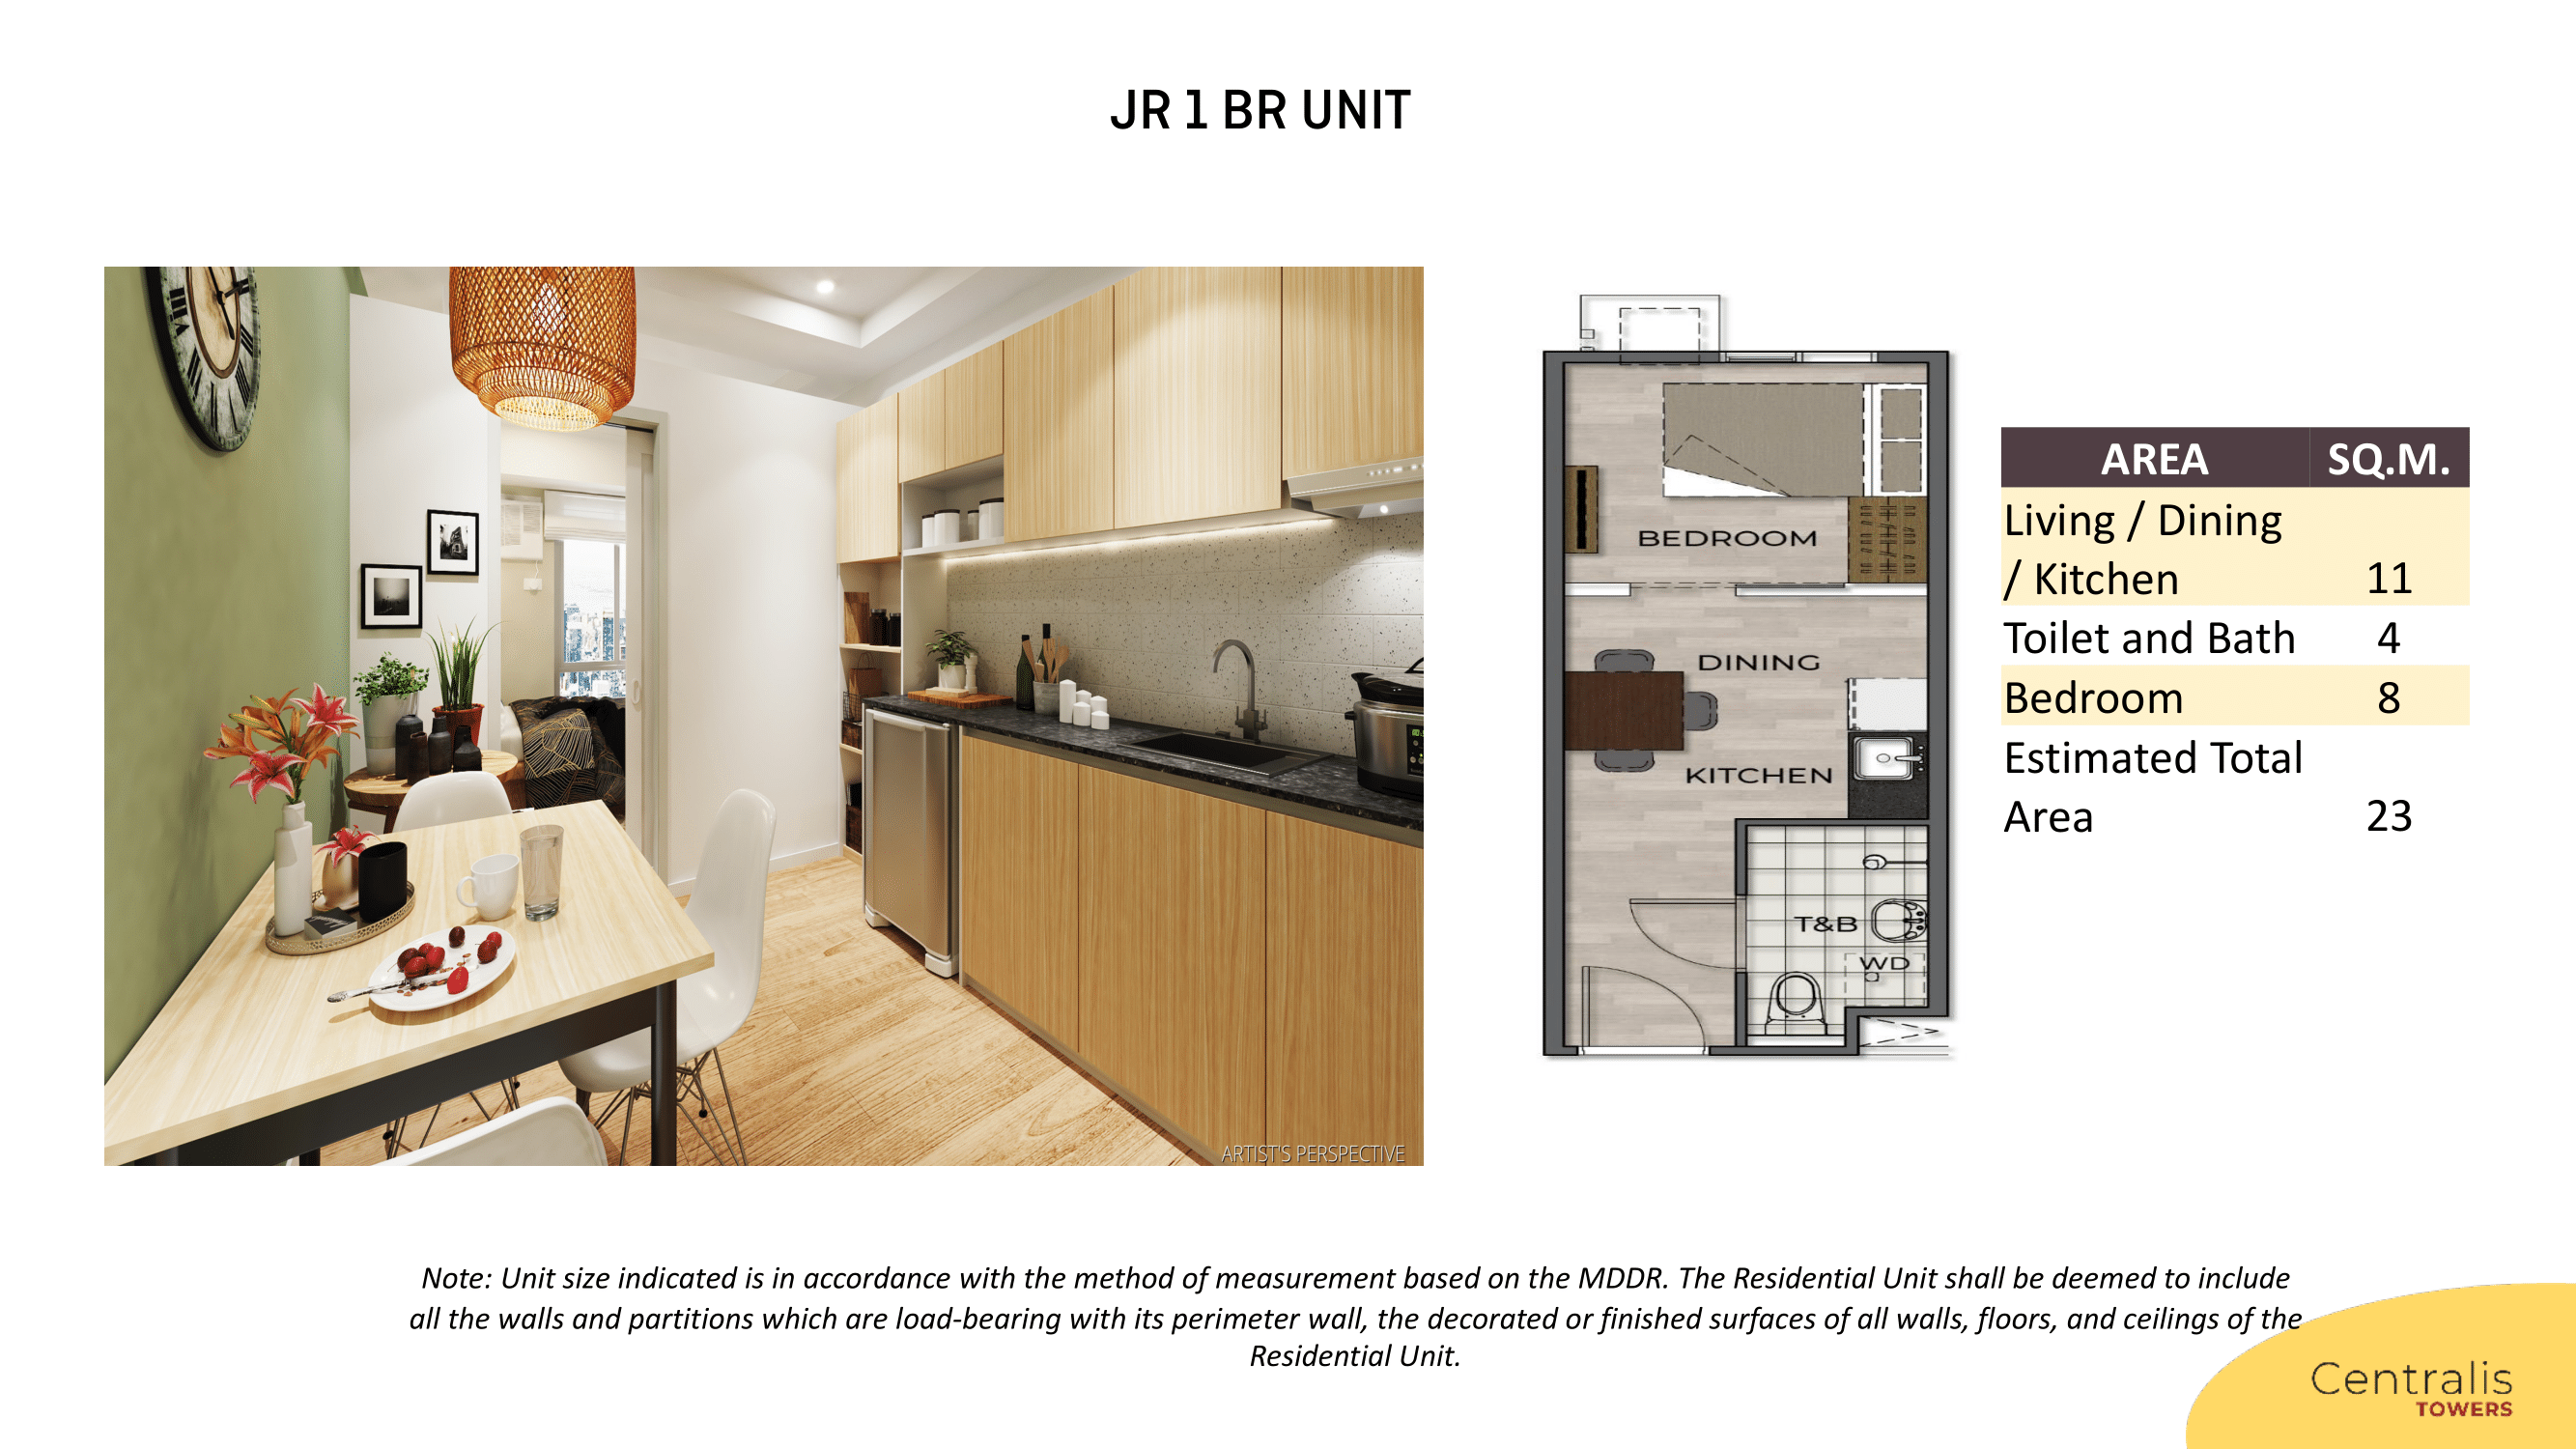 JR 1 BR UNIT
ARTIST'S PERSPECTIVE
BEDROOM
DINING
KITCHEN
T&B
WD
AREA SQ.M.
Living / Dining
/ Kitchen 11
Toilet and Bath 4
Bedroom 8
Estimated Total
Area 23
Note: Unit size indicated is in accordance with the method of measurement based on the MDDR. The Residential Unit shall be deemed to include
all the walls and partitions which are load-bearing with its perimeter wall, the decorated or finished surfaces of all walls, floors, and ceilings of the
Residential Unit.
Centralis
TOWERS